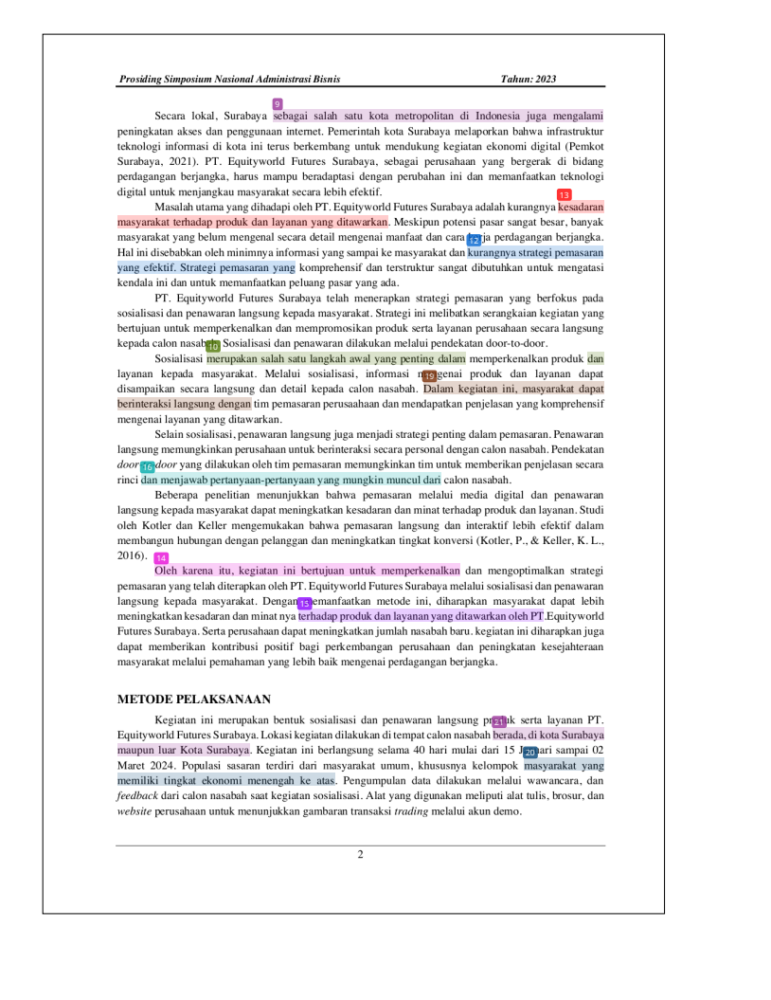 Prosiding Simposium Nasional Administrasi Bisnis Tahun: 2023
9
Secara lokal, Surabaya sebagai salah satu kota metropolitan di Indonesia juga mengalami
peningkatan akses dan penggunaan internet. Pemerintah kota Surabaya melaporkan bahwa infrastruktur
teknologi informasi di kota ini terus berkembang untuk mendukung kegiatan ekonomi digital (Pemkot
Surabaya, 2021). PT. Equityworld Futures Surabaya, sebagai perusahaan yang bergerak di bidang
perdagangan berjangka, harus mampu beradaptasi dengan perubahan ini dan memanfaatkan teknologi
digital untuk menjangkau masyarakat secara lebih efektif.
13
Masalah utama yang dihadapi oleh PT. Equityworld Futures Surabaya adalah kurangnya kesadaran
masyarakat terhadap produk dan layanan yang ditawarkan. Meskipun potensi pasar sangat besar, banyak
masyarakat yang belum mengenal secara detail mengenai manfaat dan cara 12 ja perdagangan berjangka.
Hal ini disebabkan oleh minimnya informasi yang sampai ke masyarakat dan kurangnya strategi pemasaran
yang efektif. Strategi pemasaran yang komprehensif dan terstruktur sangat dibutuhkan untuk mengatasi
kendala ini dan untuk memanfaatkan peluang pasar yang ada.
PT. Equityworld Futures Surabaya telah menerapkan strategi pemasaran yang berfokus pada
sosialisasi dan penawaran langsung kepada masyarakat. Strategi ini melibatkan serangkaian kegiatan yang
bertujuan untuk memperkenalkan dan mempromosikan produk serta layanan perusahaan secara langsung
kepada calon nasab 10 Sosialisasi dan penawaran dilakukan melalui pendekatan door-to-door.
Sosialisasi merupakan salah satu langkah awal yang penting dalam memperkenalkan produk dan
layanan kepada masyarakat. Melalui sosialisasi, informasi m 19 genai produk dan layanan dapat
disampaikan secara langsung dan detail kepada calon nasabah. Dalam kegiatan ini, masyarakat dapat
berinteraksi langsung dengan tim pemasaran perusaahaan dan mendapatkan penjelasan yang komprehensif
mengenai layanan yang ditawarkan.
Selain sosialisasi, penawaran langsung juga menjadi strategi penting dalam pemasaran. Penawaran
langsung memungkinkan perusahaan untuk berinteraksi secara personal dengan calon nasabah. Pendekatan
door 16 door yang dilakukan oleh tim pemasaran memungkinkan tim untuk memberikan penjelasan secara
rinci dan menjawab pertanyaan-pertanyaan yang mungkin muncul dari calon nasabah.
Beberapa penelitian menunjukkan bahwa pemasaran melalui media digital dan penawaran
langsung kepada masyarakat dapat meningkatkan kesadaran dan minat terhadap produk dan layanan. Studi
oleh Kotler dan Keller mengemukakan bahwa pemasaran langsung dan interaktif lebih efektif dalam
membangun hubungan dengan pelanggan dan meningkatkan tingkat konversi (Kotler, P., & Keller, K. L.,
2016). 14
Oleh karena itu, kegiatan ini bertujuan untuk memperkenalkan dan mengoptimalkan strategi
pemasaran yang telah diterapkan oleh PT. Equityworld Futures Surabaya melalui sosialisasi dan penawaran
langsung kepada masyarakat. Dengan 15 emanfaatkan metode ini, diharapkan masyarakat dapat lebih
meningkatkan kesadaran dan minat nya terhadap produk dan layanan yang ditawarkan oleh PT.Equityworld
Futures Surabaya. Serta perusahaan dapat meningkatkan jumlah nasabah baru. kegiatan ini diharapkan juga
dapat memberikan kontribusi positif bagi perkembangan perusahaan dan peningkatan kesejahteraan
masyarakat melalui pemahaman yang lebih baik mengenai perdagangan berjangka.
METODE PELAKSANAAN
Kegiatan ini merupakan bentuk sosialisasi dan penawaran langsung pr 21 k serta layanan PT.
Equityworld Futures Surabaya. Lokasi kegiatan dilakukan di tempat calon nasabah berada, di kota Surabaya
maupun luar Kota Surabaya. Kegiatan ini berlangsung selama 40 hari mulai dari 15 J 20 ari sampai 02
Maret 2024. Populasi sasaran terdiri dari masyarakat umum, khususnya kelompok masyarakat yang
memiliki tingkat ekonomi menengah ke atas. Pengumpulan data dilakukan melalui wawancara, dan
feedback dari calon nasabah saat kegiatan sosialisasi. Alat yang digunakan meliputi alat tulis, brosur, dan
website perusahaan untuk menunjukkan gambaran transaksi trading melalui akun demo.
2